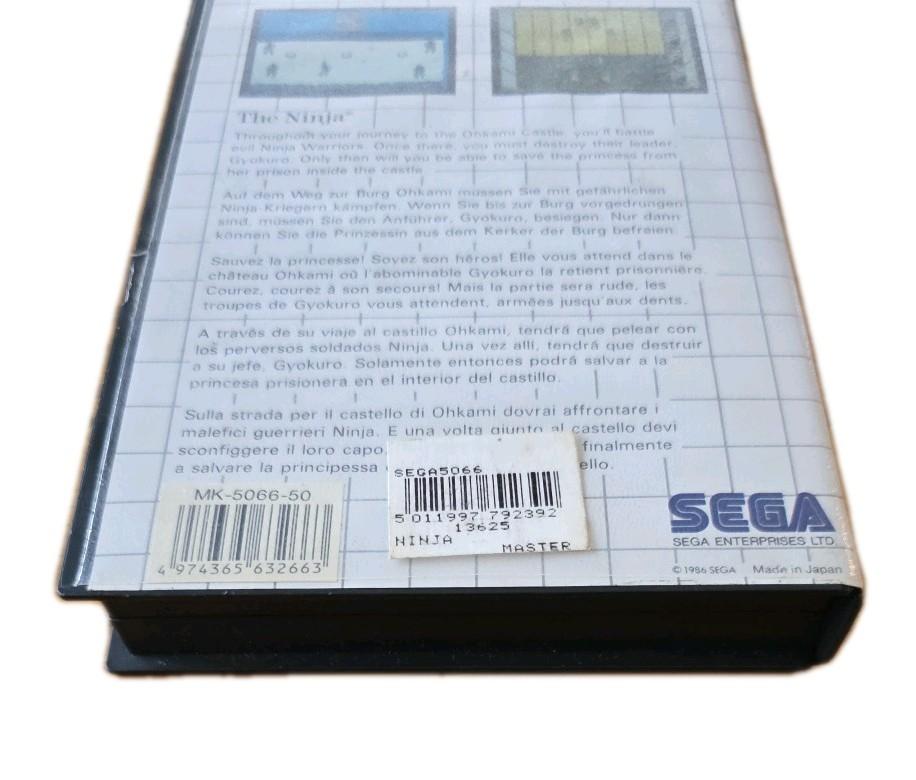 The Ninja
Throughout your journey to the Ohkami Castle, you'll battle
evil Ninja Warriors. Once there, you must destroy their leader,
Gyokuro. Only then will you be able to save the princess from
her prison inside the castle.
Auf dem Weg zur Burg Ohkami müssen Sie mit gefährlichen
Ninja-Kriegern kämpfen. Wenn Sie bis zur Burg vorgedrungen
sind, müssen Sie den Anführer, Gyokuro, besiegen. Nur dann
können Sie die Prinzessin aus dem Kerker der Burg befreien.
Sauvez la princesse! Soyez son héros! Elle vous attend dans le
château Ohkami où l'abominable Gyokuro la retient prisonnière.
Courez, courez à son secours! Mais la partie sera rude, les
troupes de Gyokuro vous attendent, armées jusqu'aux dents.
A través de su viaje al castillo Ohkami, tendrá que pelear con
los perversos soldados Ninja. Una vez allí, tendrá que destruir
a su jefe, Gyokuro. Solamente entonces podrá salvar a la
princesa prisionera en el interior del castillo.
Sulla strada per il castello di Ohkami dovrai affrontare i
malefici guerrieri Ninja. E una volta giunto al castello devi
sconfiggere il loro capo finalmente
a salvare la principessa ello.
MK-5066-50
4 974365 632663
SEGA5066
5 011997 792392
13625
NINJA MASTER
SEGA
SEGA ENTERPRISES LTD.
©1986 SEGA Made in Japan